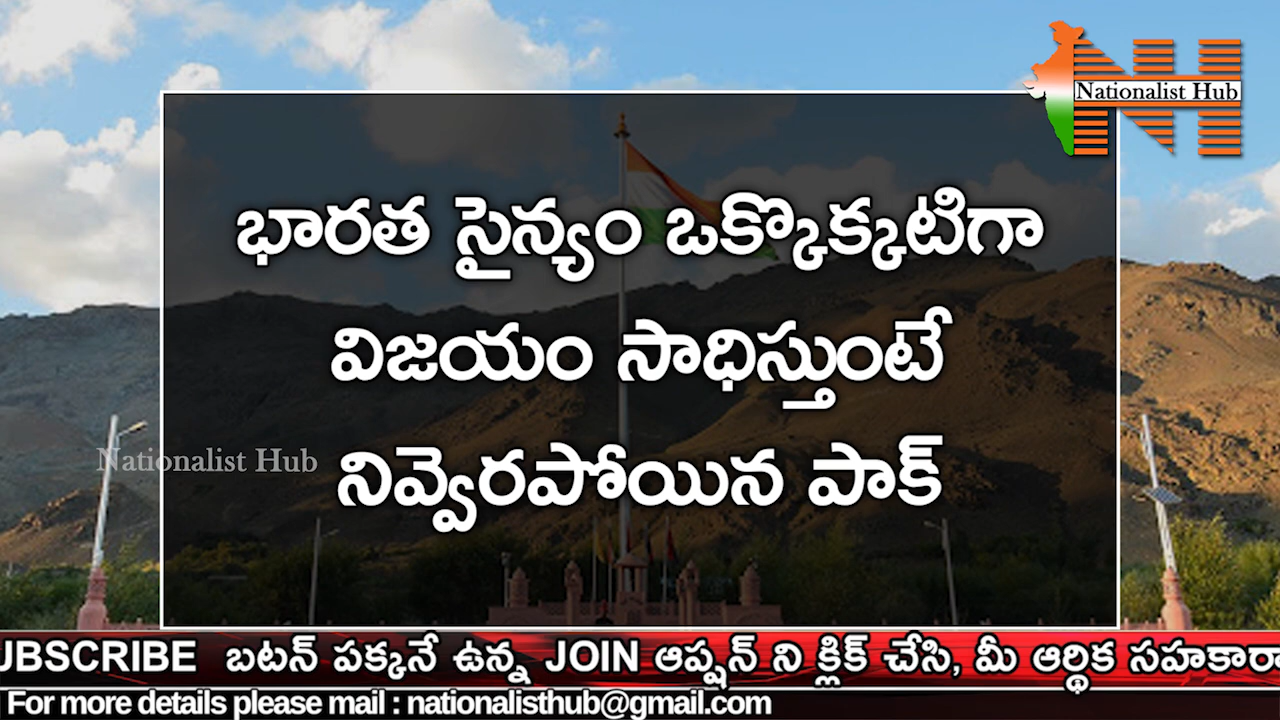 Nationalist Hub
భారత సైన్యం ఒక్కొక్కటిగా
విజయం సాధిస్తుంటే
నివ్వెరపోయిన పాక్
Nationalist Hub
UBSCRIBE బటన్ పక్కనే ఉన్న JOIN ఆప్షన్ ని క్లిక్ చేసి, మీ ఆర్థిక సహకారా
For more details please mail : nationalisthub@gmail.com